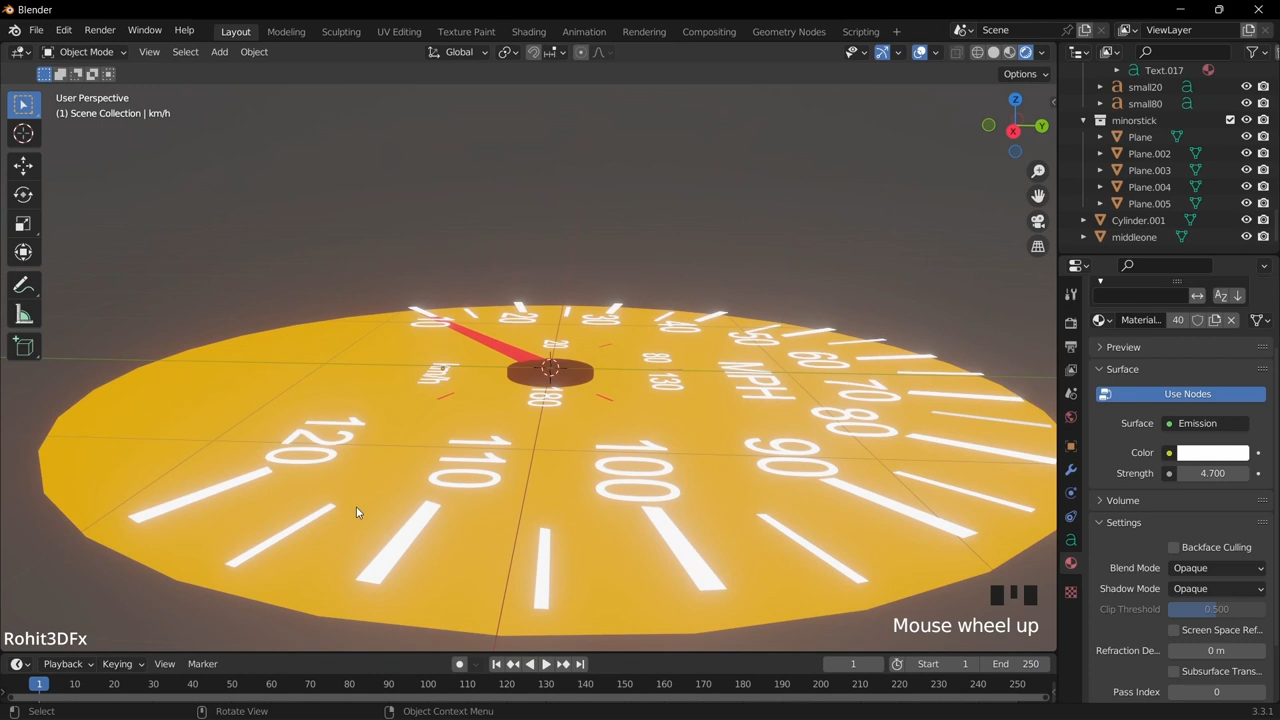 Blender
File Edit Render Window Help
Layout Modeling Sculpting UV Editing Texture Paint Shading Animation Rendering Compositing Geometry Nodes Scripting +
Scene
ViewLayer
Object Mode View Select Add Object
Global
Options
User Perspective
(1) Scene Collection | km/h
Z
Y
X
Text.017
small20
small80
minorstick
Plane
Plane.002
Plane.003
Plane.004
Plane.005
Cylinder.001
middleone
10 20 30 40 50 60 70 80 90 100 110 120
20 80 130 180
km/h
MPH
Material... 40
Preview
Surface
Use Nodes
Surface Emission
Color
Strength 4.700
Volume
Settings
Backface Culling
Blend Mode Opaque
Shadow Mode Opaque
Clip Threshold 0.500
Screen Space Ref...
Refraction De... 0 m
Subsurface Trans...
Pass Index 0
Mouse wheel up
Rohit3DFx
Playback Keying View Marker
1 Start 1 End 250
1 10 20 30 40 50 60 70 80 90 100 110 120 130 140 150 160 170 180 190 200 210 220 230 240 250
Select Rotate View Object Context Menu 3.3.1